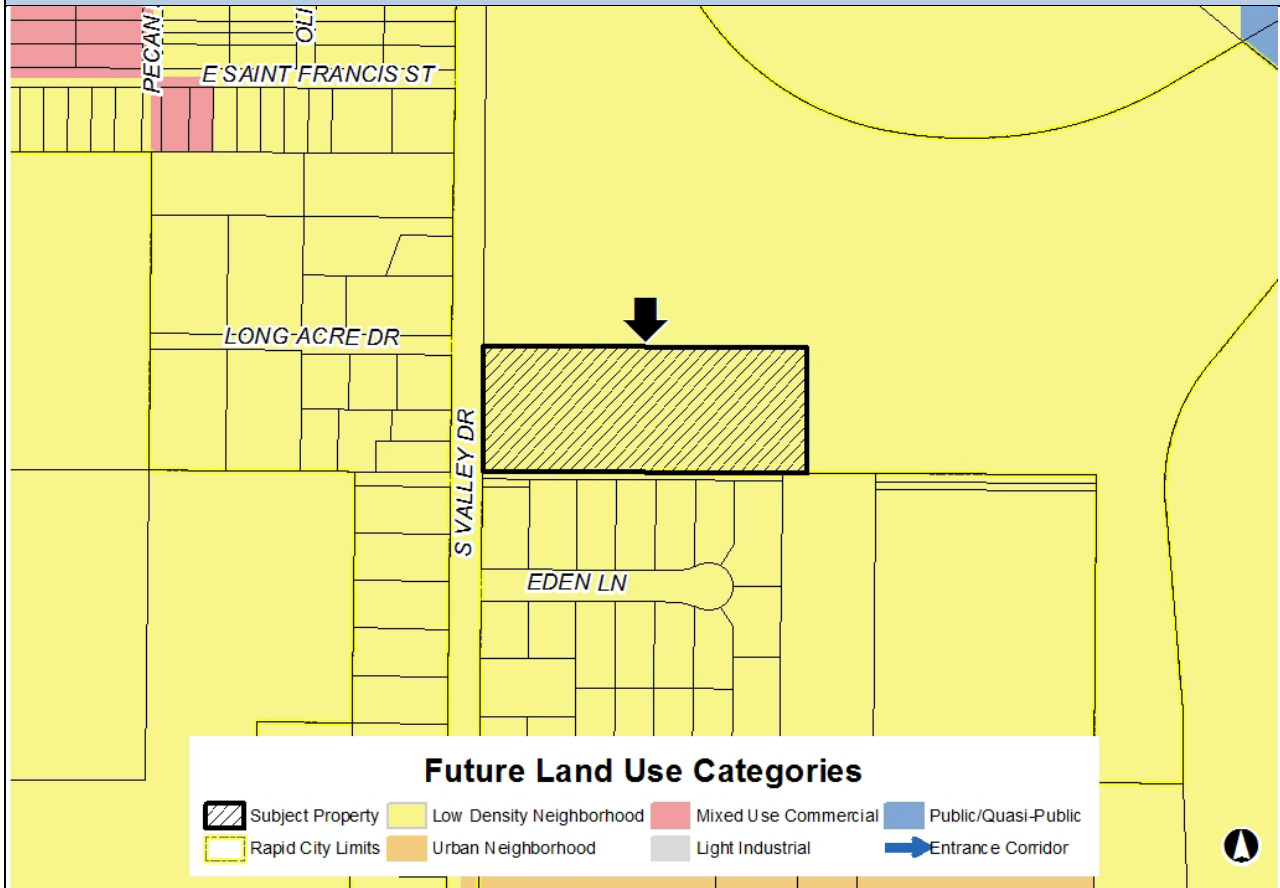 PECAN
OLI
E SAINT FRANCIS ST
LONG ACRE DR
S VALLEY DR
EDEN LN
Future Land Use Categories
Subject Property Low Density Neighborhood Mixed Use Commercial Public/Quasi-Public
Rapid City Limits Urban Neighborhood Light Industrial Entrance Corridor